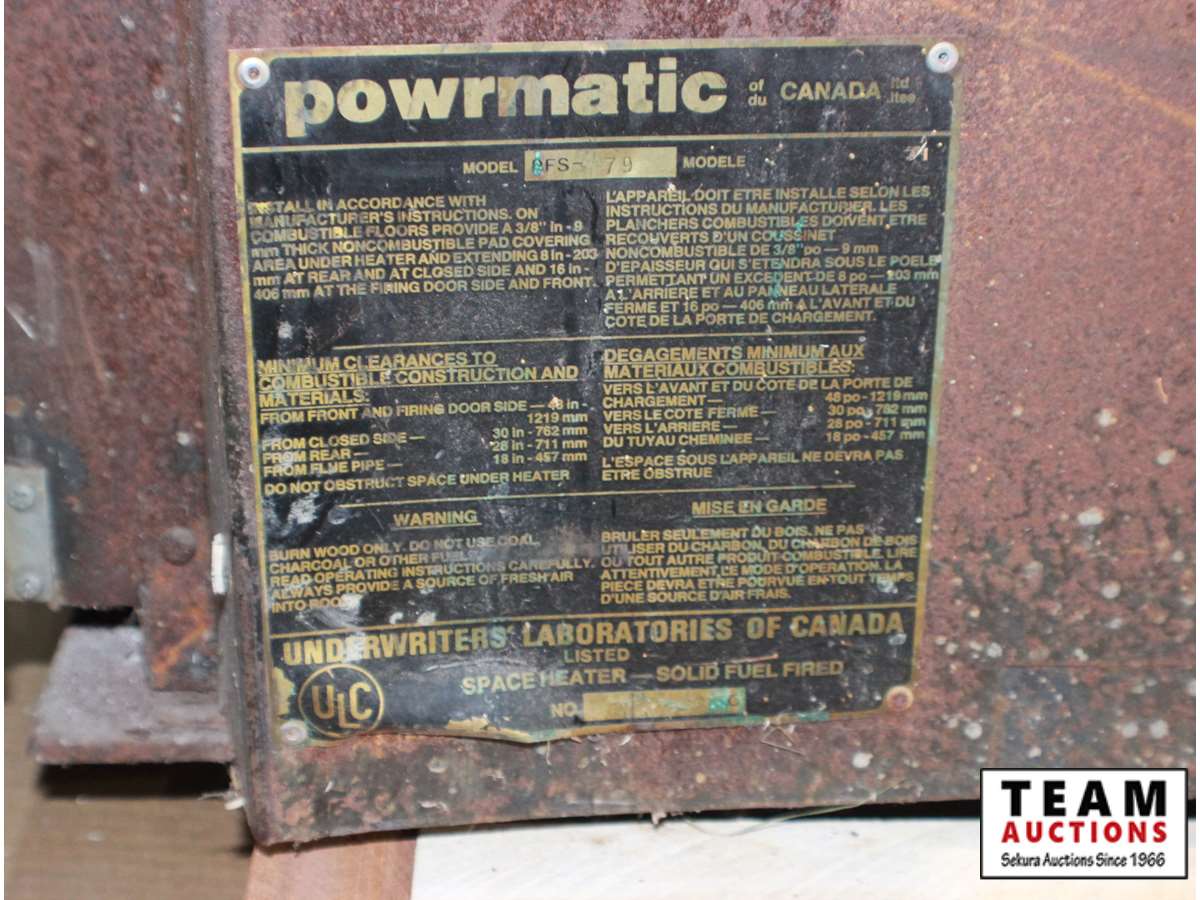 powrmatic
of
du
CANADA
ltd
.ltee
MODEL FS- 79 MODELE
INSTALL IN ACCORDANCE WITH
MANUFACTURER'S INSTRUCTIONS. ON
COMBUSTIBLE FLOORS PROVIDE A 3/8" in - 9
mm THICK NONCOMBUSTIBLE PAD COVERING
AREA UNDER HEATER AND EXTENDING 8 in - 203
mm AT REAR AND AT CLOSED SIDE AND 16 in -
406 mm AT THE FIRING DOOR SIDE AND FRONT.
L'APPAREIL DOIT ETRE INSTALLE SELON LES
INSTRUCTIONS DU MANUFACTURIER. LES
PLANCHERS COMBUSTIBLES DOIVENT ETRE
RECOUVERTS D'UN COUSSINET
NONCOMBUSTIBLE DE 3/8" po — 9 mm
D'EPAISSEUR QUI S'ETENDRA SOUS LE POELE
PERMETTANT UN EXCEDENT DE 8 po — 203 mm
A L'ARRIERE ET AU PANNEAU LATERALE
FERME ET 16 po — 406 mm A L'AVANT ET DU
COTE DE LA PORTE DE CHARGEMENT.
MINIMUM CLEARANCES TO
COMBUSTIBLE CONSTRUCTION AND
MATERIALS:
FROM FRONT AND FIRING DOOR SIDE — 48 in -
1219 mm
FROM CLOSED SIDE — 30 in - 762 mm
FROM REAR — 28 in - 711 mm
FROM FLUE PIPE — 18 in - 457 mm
DO NOT OBSTRUCT SPACE UNDER HEATER
DEGAGEMENTS MINIMUM AUX
MATERIAUX COMBUSTIBLES:
VERS L'AVANT ET DU COTE DE LA PORTE DE
CHARGEMENT — 48 po - 1219 mm
VERS LE COTE FERME — 30 po - 762 mm
VERS L'ARRIERE — 28 po - 711 mm
DU TUYAU CHEMINEE — 18 po - 457 mm
L'ESPACE SOUS L'APPAREIL NE DEVRA PAS
ETRE OBSTRUE
WARNING
BURN WOOD ONLY. DO NOT USE COAL,
CHARCOAL OR OTHER FUELS.
READ OPERATING INSTRUCTIONS CAREFULLY.
ALWAYS PROVIDE A SOURCE OF FRESH AIR
INTO ROOM
MISE EN GARDE
BRULER SEULEMENT DU BOIS. NE PAS
UTILISER DU CHARBON, DU CHARBON DE BOIS
OU TOUT AUTRE PRODUIT COMBUSTIBLE. LIRE
ATTENTIVEMENT, LE MODE D'OPERATION. LA
PIECE DEVRA ETRE POURVUE EN TOUT TEMPS
D'UNE SOURCE D'AIR FRAIS.
UNDERWRITERS' LABORATORIES OF CANADA
LISTED
ULC
SPACE HEATER — SOLID FUEL FIRED
NO.
TEAM
AUCTIONS
Sekura Auctions Since 1966